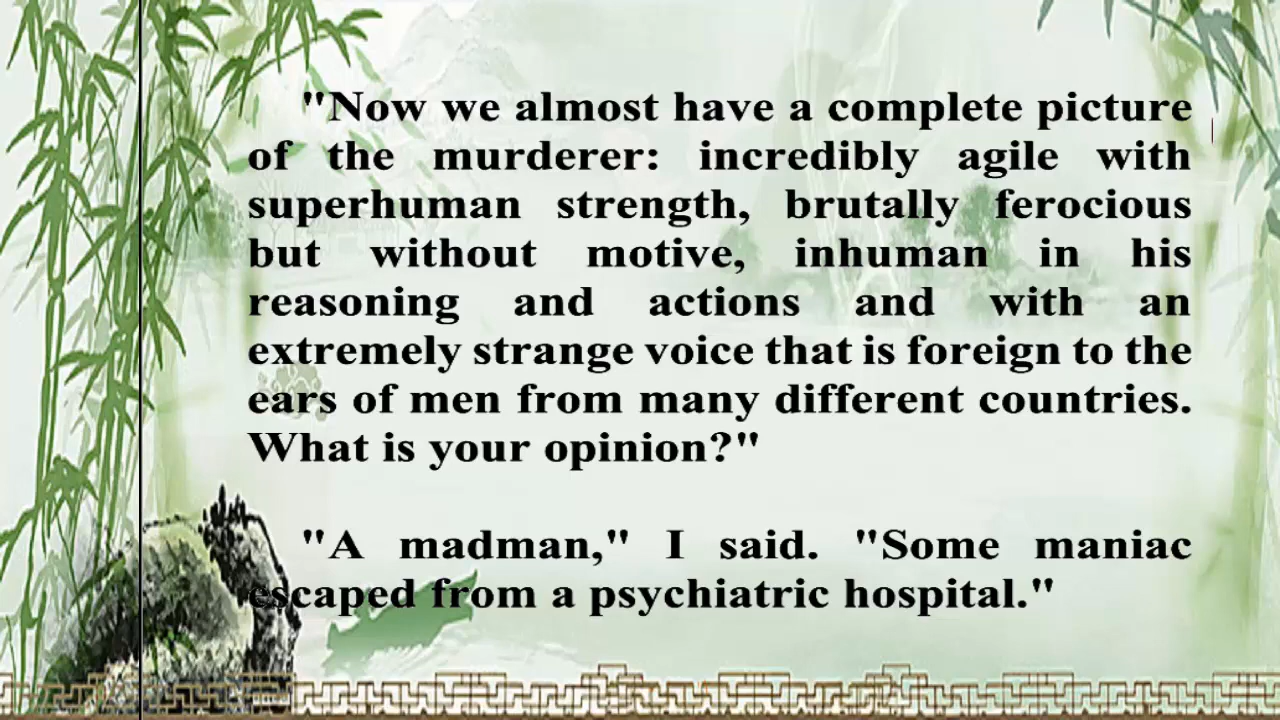 "Now we almost have a complete picture
of the murderer: incredibly agile with
superhuman strength, brutally ferocious
but without motive, inhuman in his
reasoning and actions and with an
extremely strange voice that is foreign to the
ears of men from many different countries.
What is your opinion?"
"A madman," I said. "Some maniac
escaped from a psychiatric hospital."